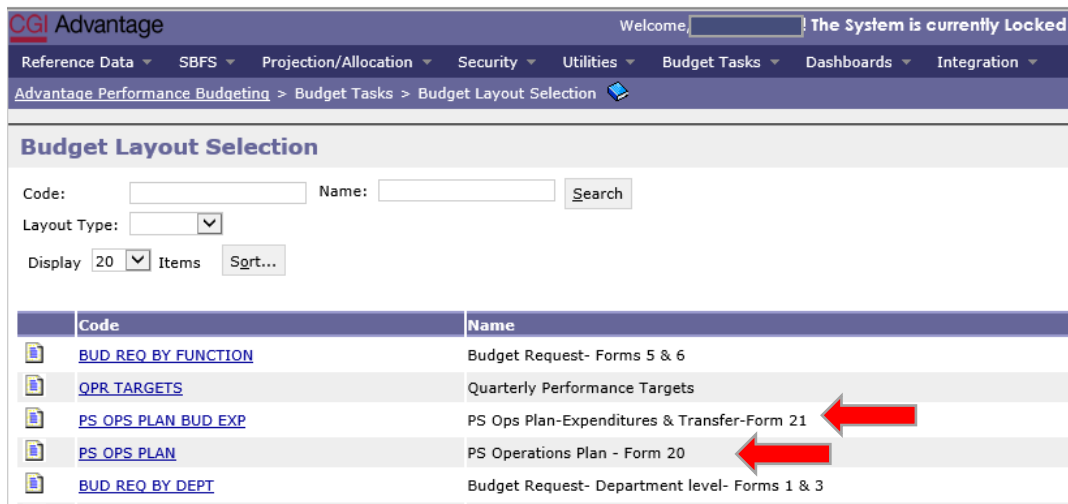 CGI Advantage Welcome, ! The System is currently Locked
Reference Data SBFS Projection/Allocation Security Utilities Budget Tasks Dashboards Integration
Advantage Performance Budgeting > Budget Tasks > Budget Layout Selection
Budget Layout Selection
Code: Name: Search
Layout Type:
Display 20 Items Sort...
Code Name
BUD REQ BY FUNCTION Budget Request- Forms 5 & 6
QPR TARGETS Quarterly Performance Targets
PS OPS PLAN BUD EXP PS Ops Plan-Expenditures & Transfer-Form 21
PS OPS PLAN PS Operations Plan - Form 20
BUD REQ BY DEPT Budget Request- Department level- Forms 1 & 3